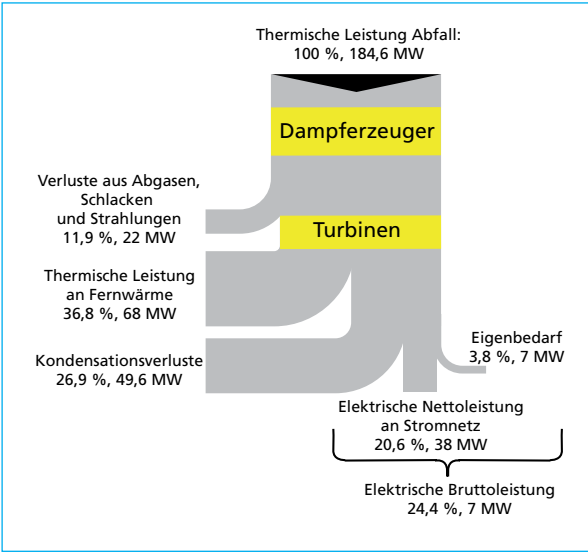 Thermische Leistung Abfall:
100 %, 184,6 MW
Dampferzeuger
Verluste aus Abgasen,
Schlacken
und Strahlungen
11,9 %, 22 MW
Turbinen
Thermische Leistung
an Fernwärme
36,8 %, 68 MW
Kondensationsverluste
26,9 %, 49,6 MW
Eigenbedarf
3,8 %, 7 MW
Elektrische Nettoleistung
an Stromnetz
20,6 %, 38 MW
Elektrische Bruttoleistung
24,4 %, 7 MW